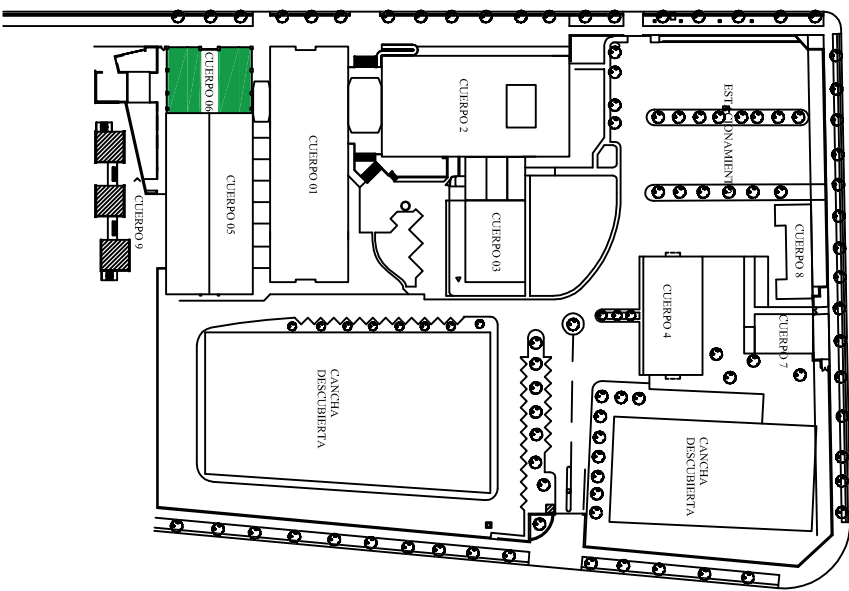 CUERPO 06
CUERPO 05
CUERPO 9
CUERPO 01
CUERPO 2
CUERPO 03
ESTACIONAMIENTO
CUERPO 8
CUERPO 4
CUERPO 7
CANCHA
DESCUBIERTA
CANCHA
DESCUBIERTA